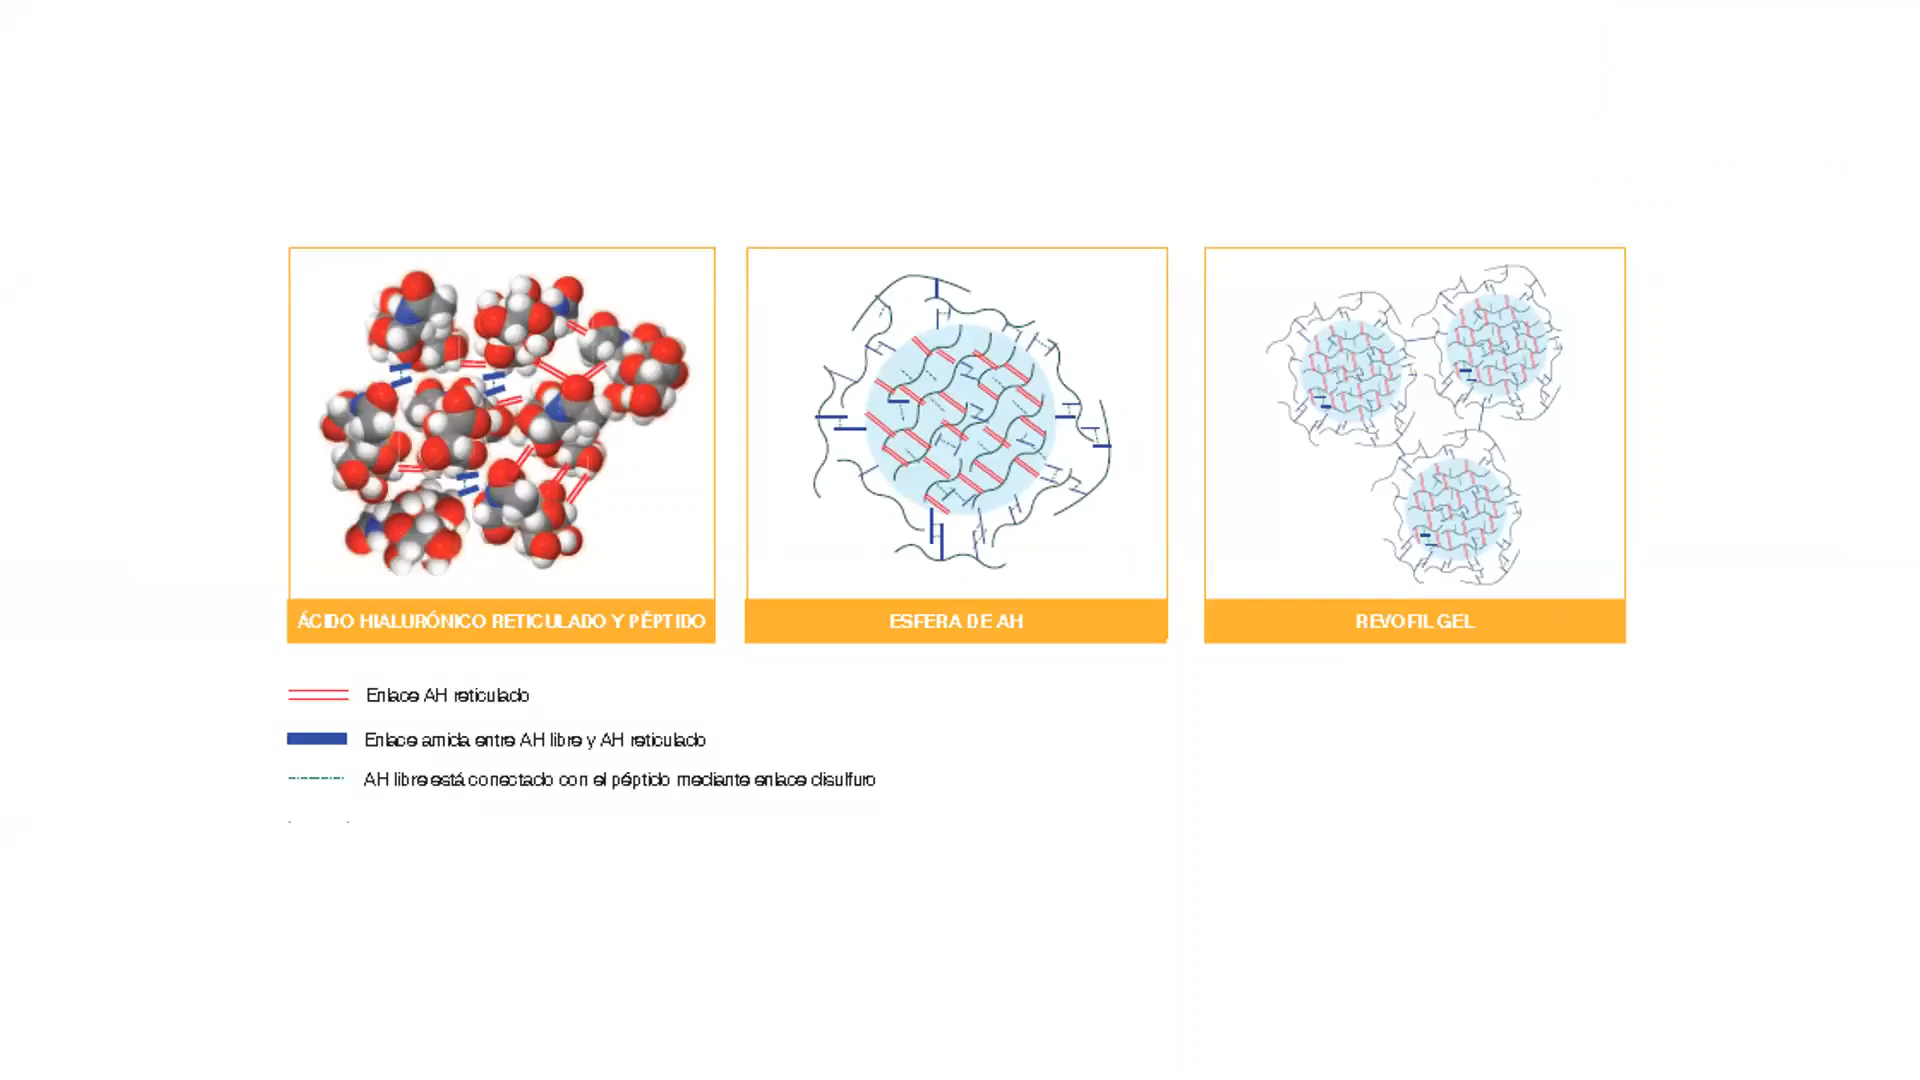 ÁCIDO HIALURÓNICO RETICULADO Y PÉPTIDO
ESFERA DE AH
REVOFIL GEL
Enlace AH reticulado
Enlace amida entre AH libre y AH reticulado
AH libre está conectado con el péptido mediante enlace disulfuro